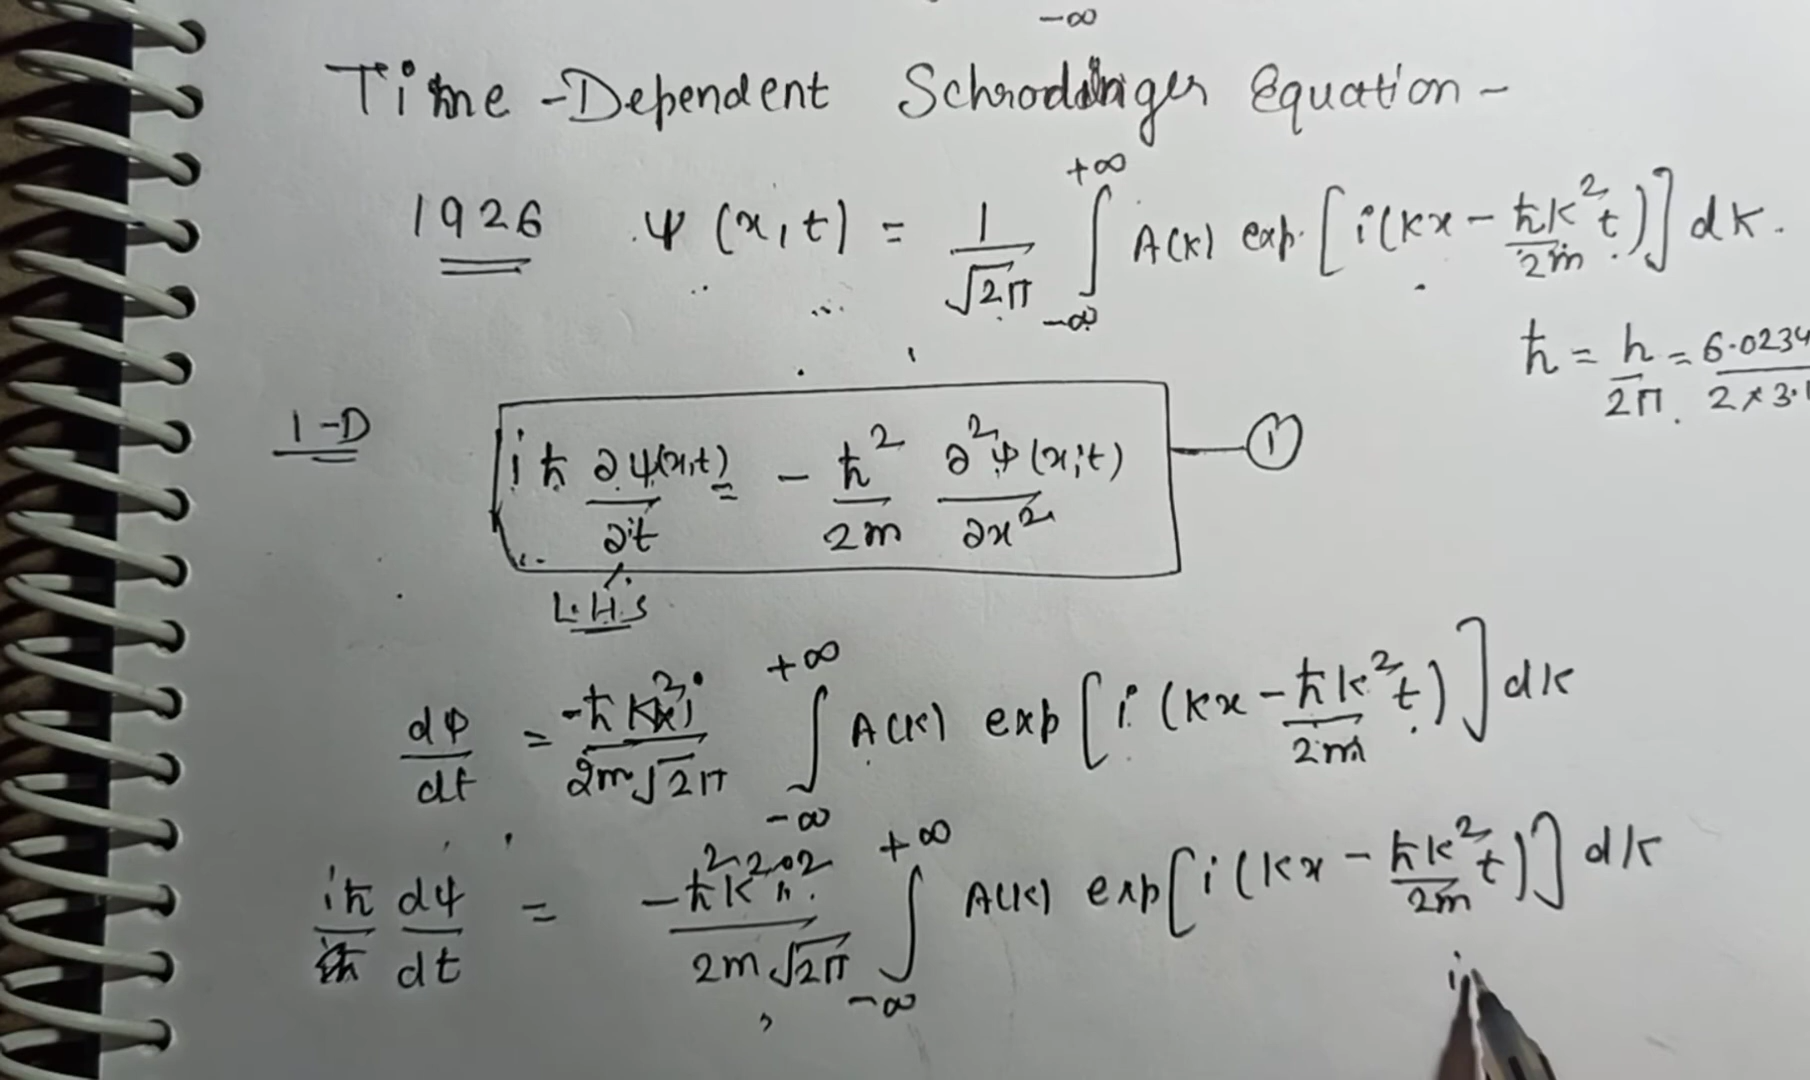 -∞
Time-Dependent Schrodinger Equation -
1926 ψ(x,t) = 1/√2π ∫_{-∞}^{+∞} A(k) exp. [i(kx - ħk²/2m t)] dk.
ħ = h/2π = 6.0234/2×3.1
1-D iħ ∂ψ(x,t)/∂t = - ħ²/2m ∂²ψ(x,t)/∂x² — ①
L.H.S
dψ/dt = -ħk²i/2m√2π ∫_{-∞}^{+∞} A(k) exp [i(kx - ħk²/2m t)] dk
iħ dψ/dt = -ħ²k²i²/2m√2π ∫_{-∞}^{+∞} A(k) exp[i(kx - ħk²/2m t)] dk
i